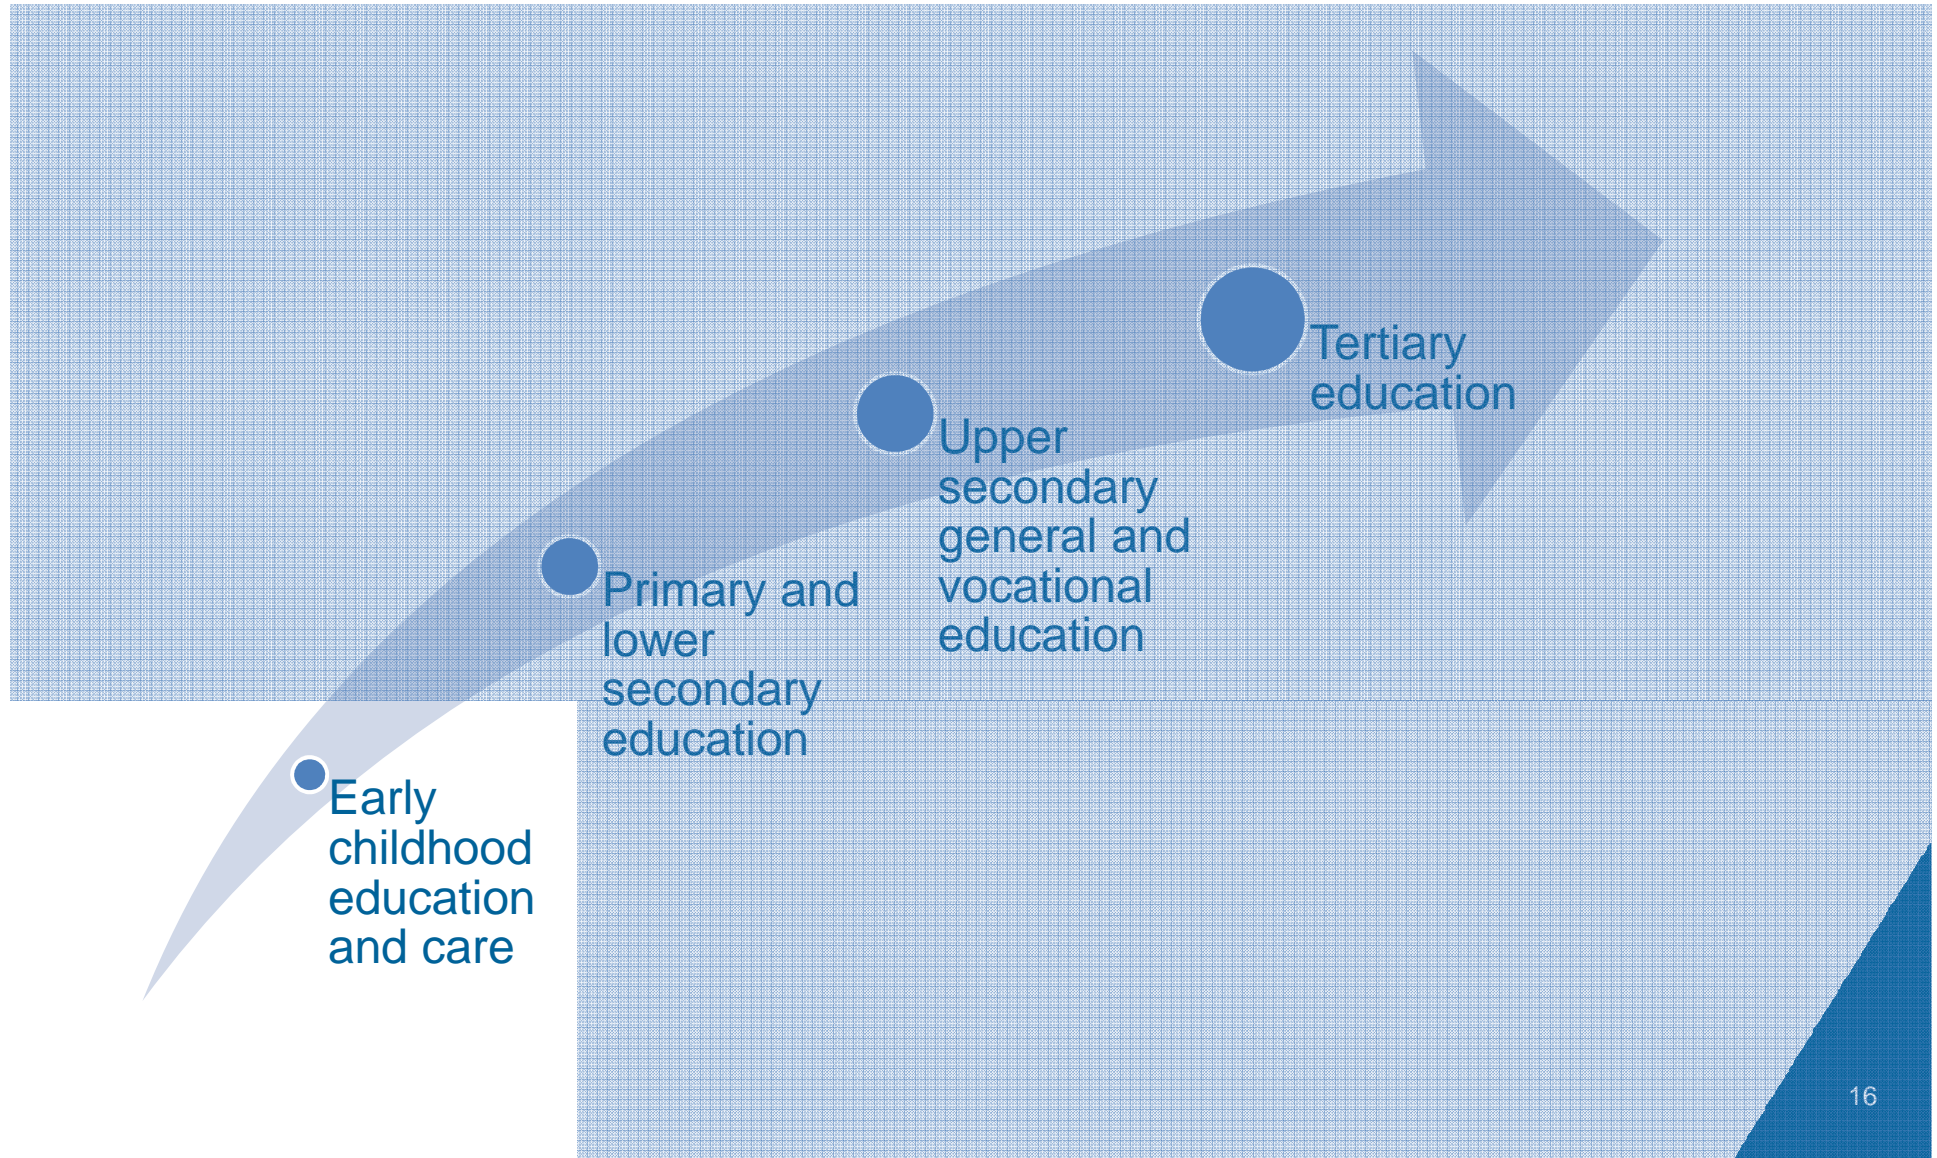 Tertiary
education
Upper
secondary
general and
vocational
education
Primary and
lower
secondary
education
Early
childhood
education
and care
16